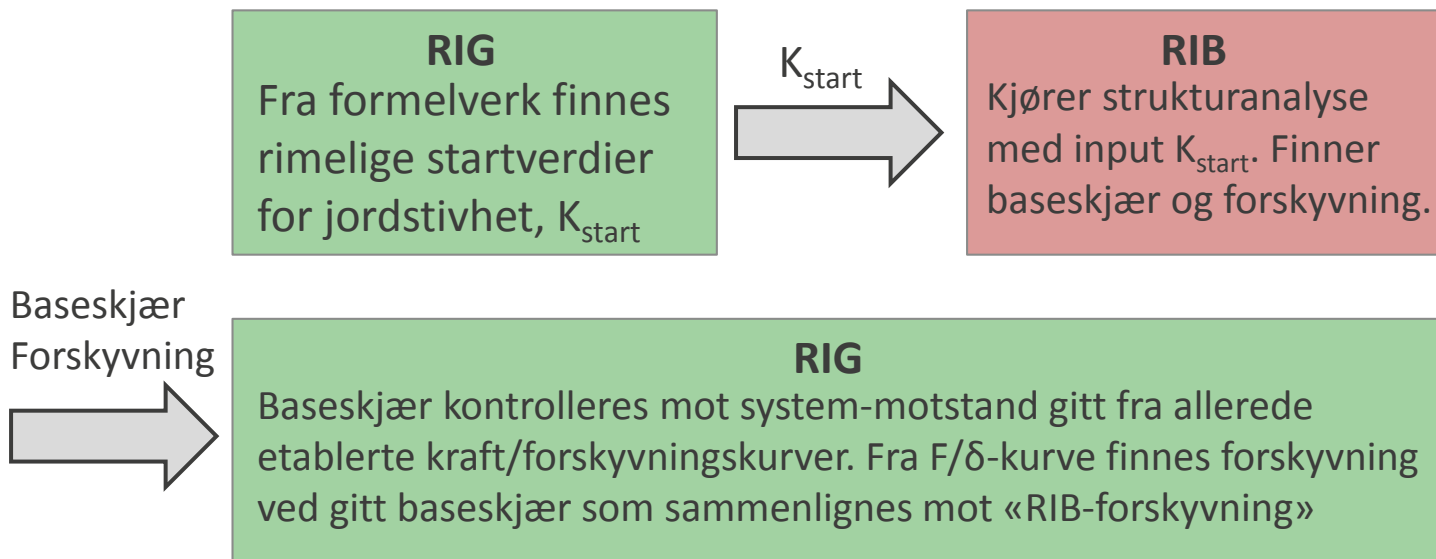 RIG
Fra formelverk finnes
rimelige startverdier
for jordstivhet, Kstart
Kstart
RIB
Kjører strukturanalyse
med input Kstart. Finner
baseskjær og forskyvning.
Baseskjær
Forskyvning
RIG
Baseskjær kontrolleres mot system-motstand gitt fra allerede
etablerte kraft/forskyvningskurver. Fra F/δ-kurve finnes forskyvning
ved gitt baseskjær som sammenlignes mot «RIB-forskyvning»